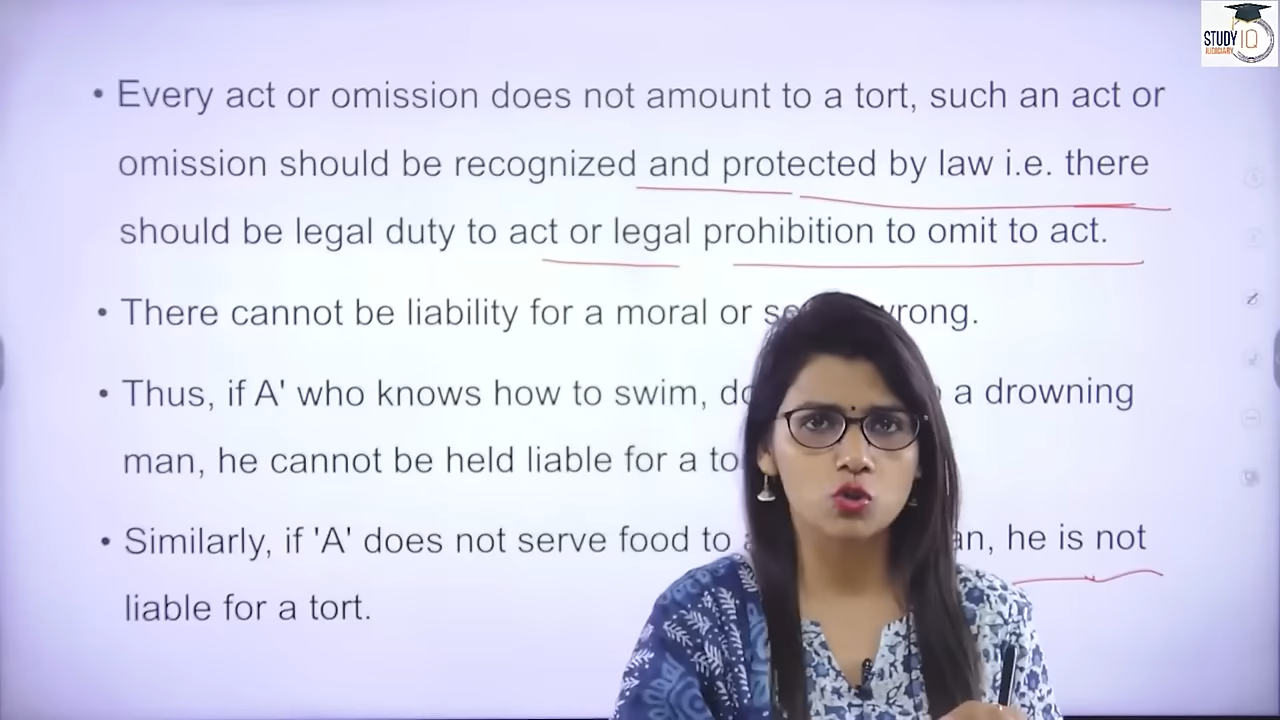 STUDY IQ
JUDICIARY
• Every act or omission does not amount to a tort, such an act or
omission should be recognized and protected by law i.e. there
should be legal duty to act or legal prohibition to omit to act.
• There cannot be liability for a moral or wrong.
• Thus, if A' who knows how to swim, a drowning
man, he cannot be held liable for a
• Similarly, if 'A' does not serve food to he is not
liable for a tort.